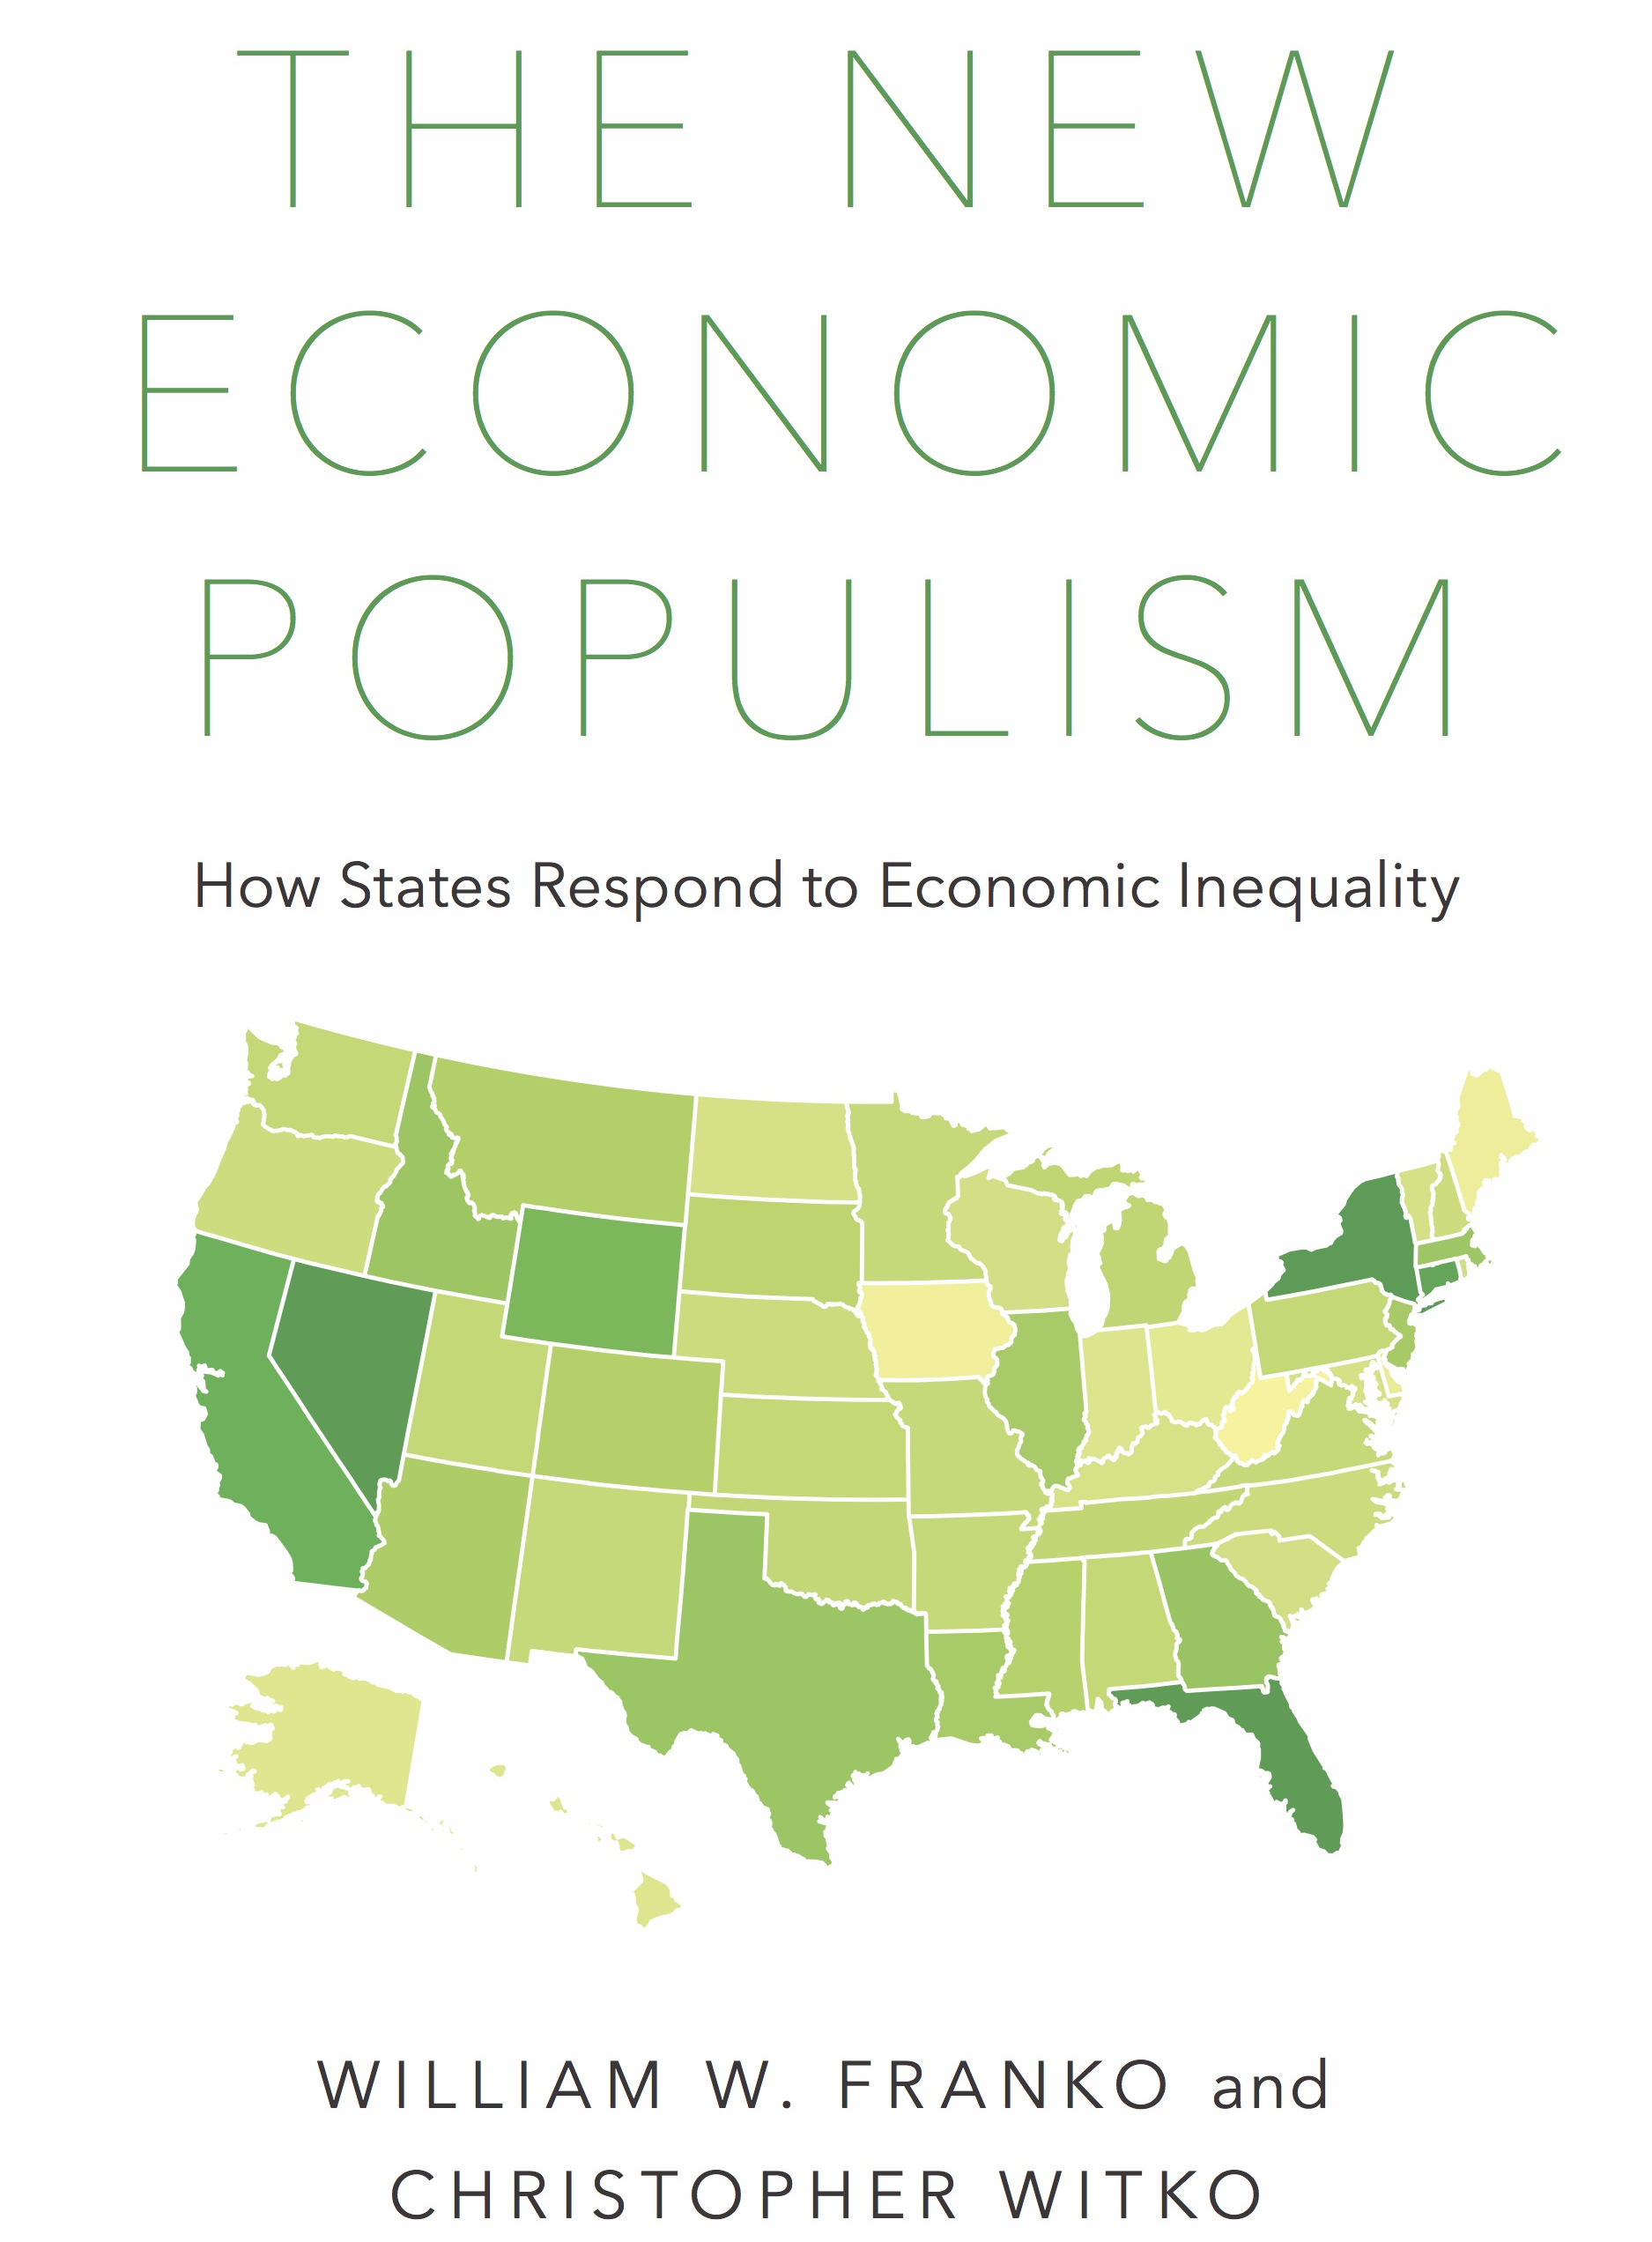 THE NEW
ECONOMIC
POPULISM
How States Respond to Economic Inequality
WILLIAM W. FRANKO and
CHRISTOPHER WITKO